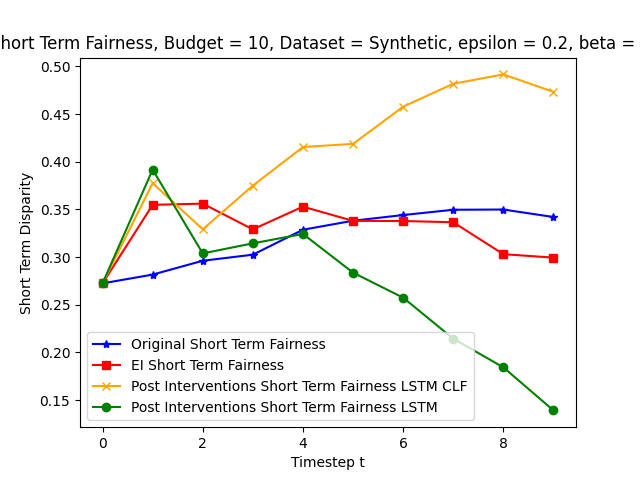 hort Term Fairness, Budget = 10, Dataset = Synthetic, epsilon = 0.2, beta =
Short Term Disparity
0.50
0.45
0.40
0.35
0.30
0.25
0.20
0.15
Original Short Term Fairness
EI Short Term Fairness
Post Interventions Short Term Fairness LSTM CLF
Post Interventions Short Term Fairness LSTM
0 2 4 6 8
Timestep t